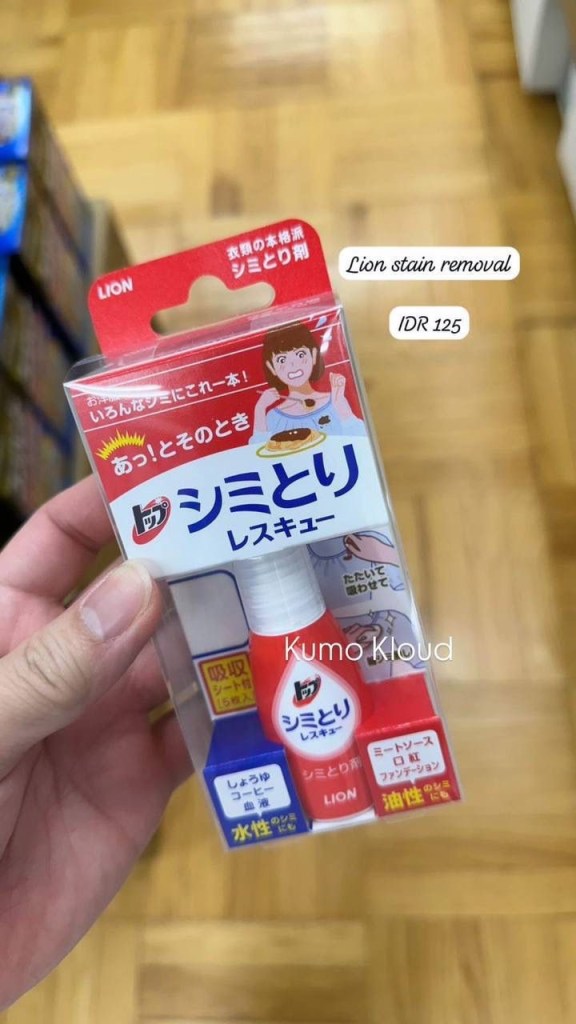 LION
衣類の本格派
シミとり剤
Lion stain removal
IDR 125
いろんなシミにこれ一本！
あっ！とそのとき
トップ
シミとり
レスキュー
たたいて
吸わせて
Kumo Kloud
吸収
シート付
トップ
シミとり
レスキュー
シミとり剤
LION
しょうゆ
コーヒー
血液
水性のシミにも
ミートソース
口紅
ファンデーション
油性のシミにも